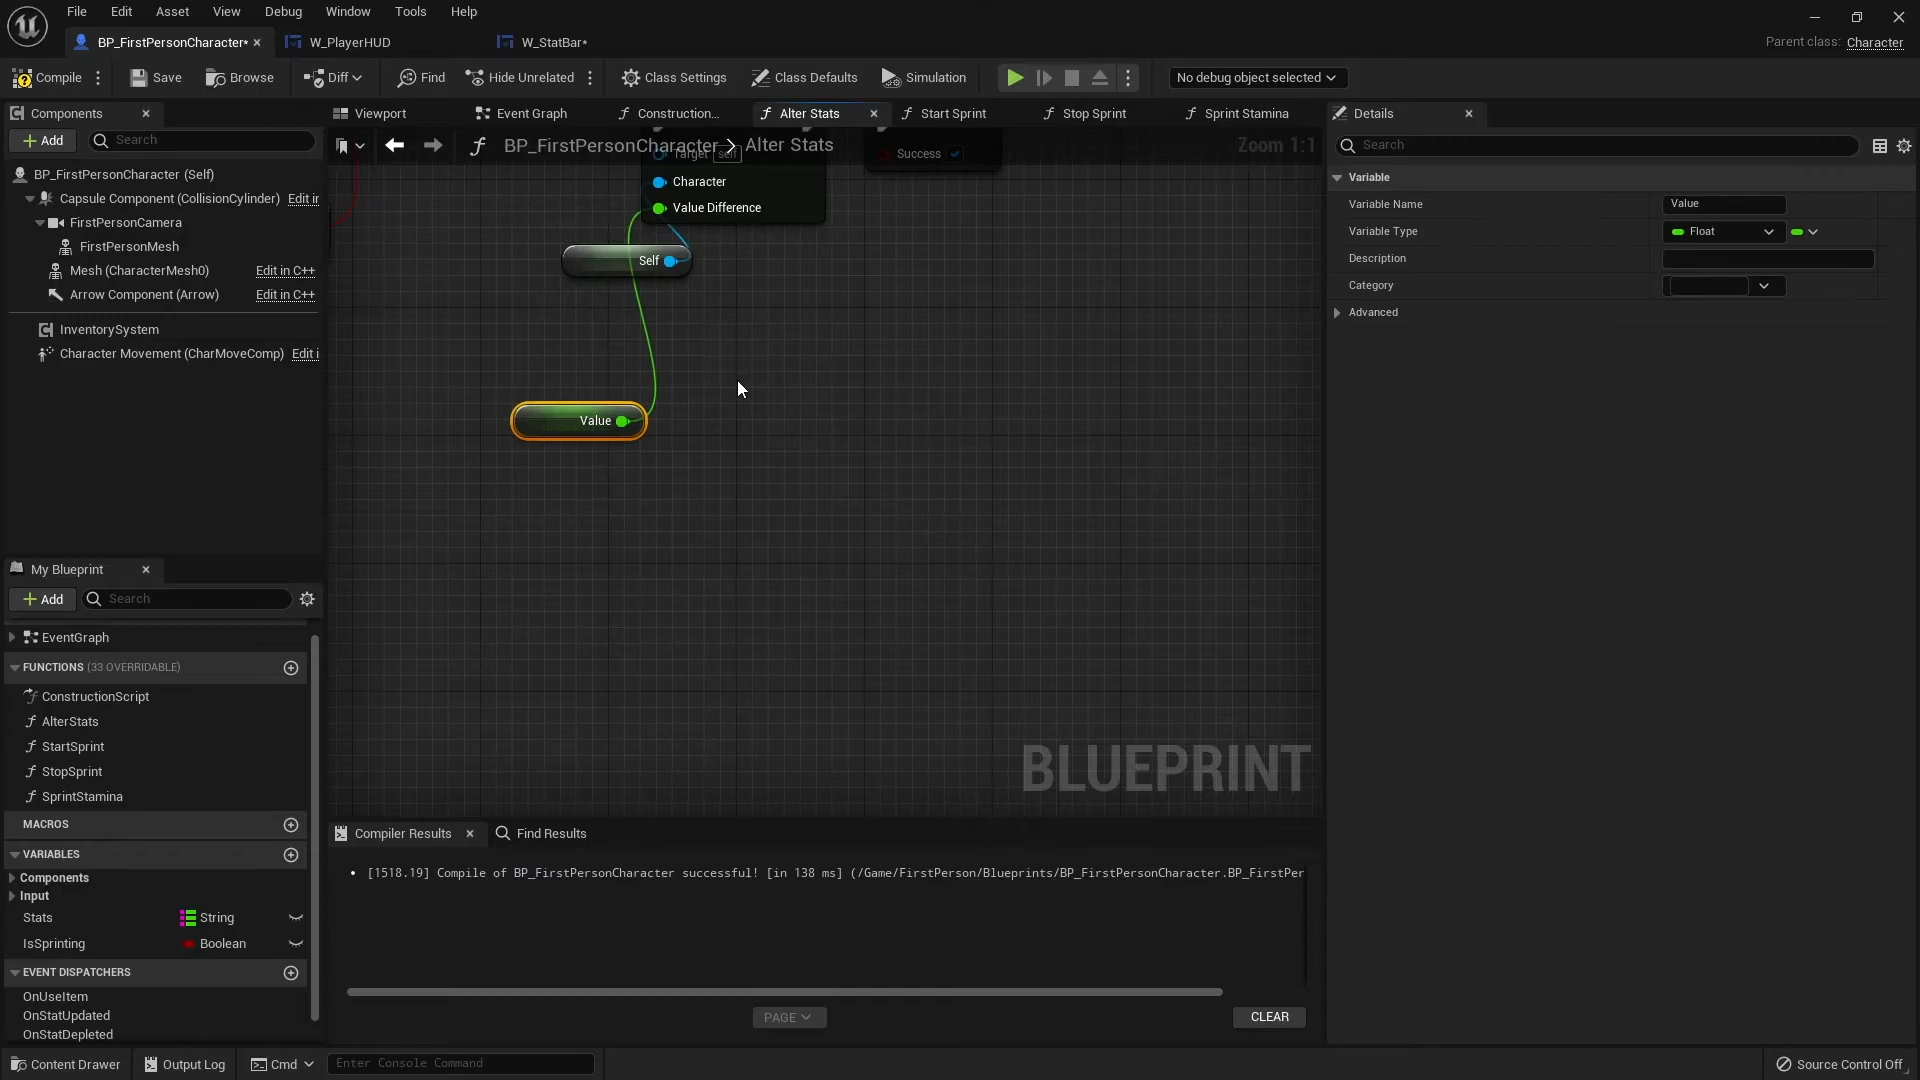 File Edit Asset View Debug Window Tools Help
BP_FirstPersonCharacter* W_PlayerHUD W_StatBar* Parent class: Character
Compile Save Browse Diff Find Hide Unrelated Class Settings Class Defaults Simulation No debug object selected
Components Viewport Event Graph Construction... Alter Stats Start Sprint Stop Sprint Sprint Stamina Details
Add Search BP_FirstPersonCharacter > Alter Stats Zoom 1:1 Search
BP_FirstPersonCharacter (Self)
Capsule Component (CollisionCylinder) Edit in
FirstPersonCamera
FirstPersonMesh
Mesh (CharacterMesh0) Edit in C++
Arrow Component (Arrow) Edit in C++
InventorySystem
Character Movement (CharMoveComp) Edit i
Target self
Character
Value Difference
Success
Self
Value
BLUEPRINT
Variable
Variable Name Value
Variable Type Float
Description
Category
Advanced
My Blueprint
Add Search
EventGraph
FUNCTIONS (33 OVERRIDABLE)
ConstructionScript
AlterStats
StartSprint
StopSprint
SprintStamina
MACROS
VARIABLES
Components
Input
Stats String
IsSprinting Boolean
EVENT DISPATCHERS
OnUseItem
OnStatUpdated
OnStatDepleted
Compiler Results Find Results
• [1518.19] Compile of BP_FirstPersonCharacter successful! [in 138 ms] (/Game/FirstPerson/Blueprints/BP_FirstPersonCharacter.BP_FirstPer
PAGE CLEAR
Content Drawer Output Log Cmd Enter Console Command Source Control Off